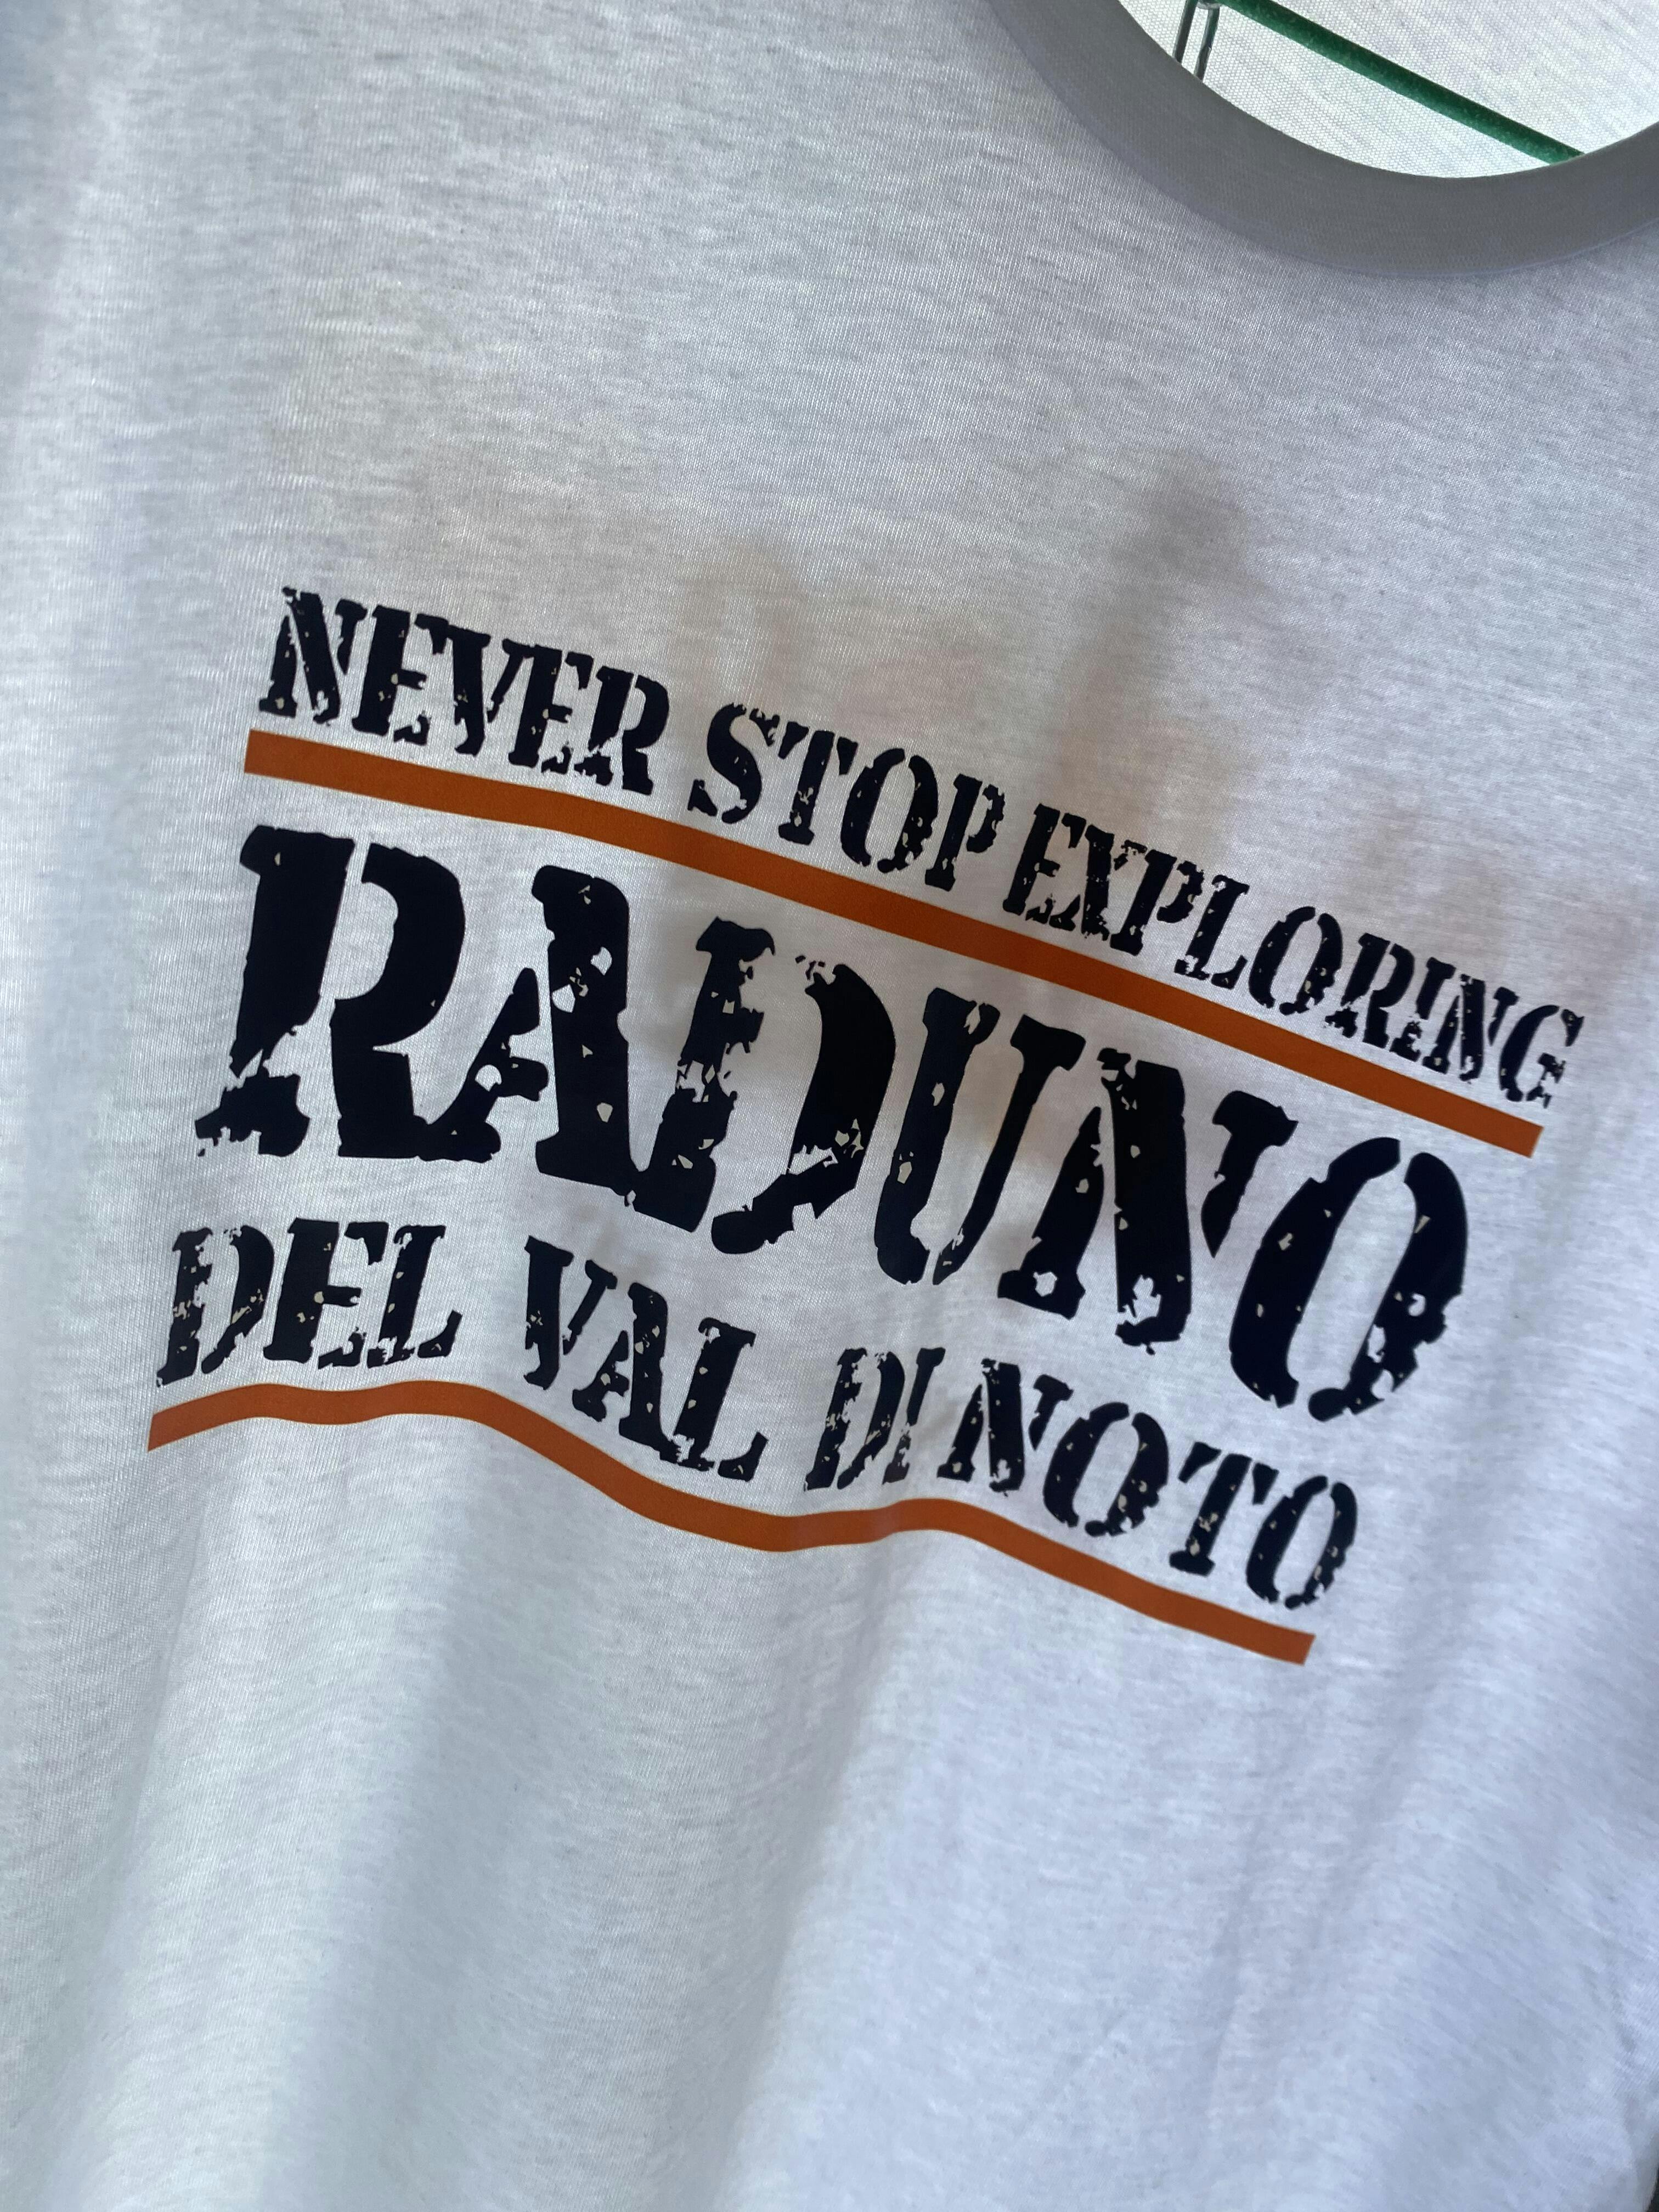 NEVER STOP EXPLORING
RADUNO
DEL VAL DI NOTO